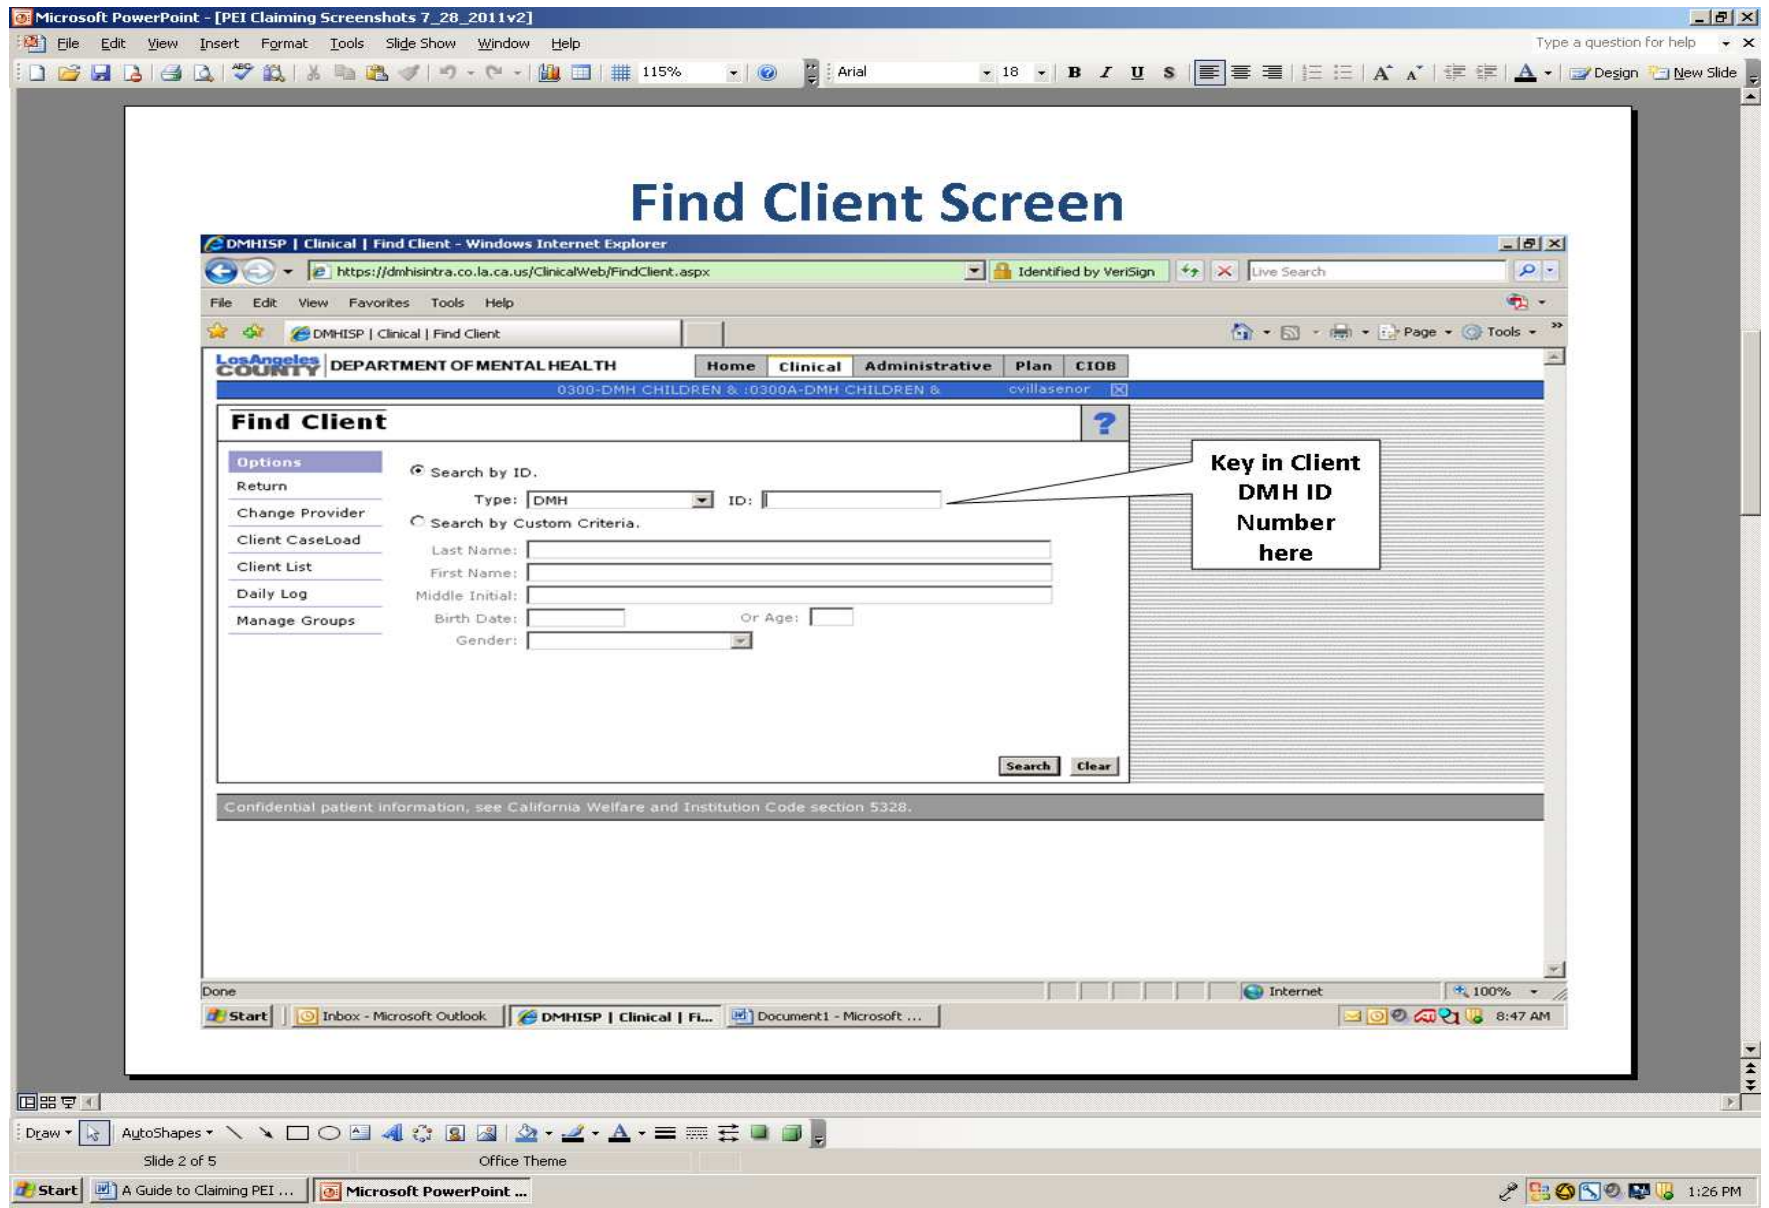 Microsoft PowerPoint - [PEI Claiming Screenshots 7_28_2011v2]
File Edit View Insert Format Tools Slide Show Window Help Type a question for help
115% Arial 18 B I U S A A A Design New Slide
Find Client Screen
DMHISP | Clinical | Find Client - Windows Internet Explorer
https://dmhisintra.co.la.ca.us/ClinicalWeb/FindClient.aspx Identified by VeriSign Live Search
File Edit View Favorites Tools Help
DMHISP | Clinical | Find Client Page Tools
Los Angeles COUNTY DEPARTMENT OF MENTAL HEALTH Home Clinical Administrative Plan CIOB
0300-DMH CHILDREN & :0300A-DMH CHILDREN & cvillasenor
Find Client ?
Options
Return
Change Provider
Client CaseLoad
Client List
Daily Log
Manage Groups
Search by ID.
Type: DMH ID:
Search by Custom Criteria.
Last Name:
First Name:
Middle Initial:
Birth Date: Or Age:
Gender:
Key in Client
DMH ID
Number
here
Search Clear
Confidential patient information, see California Welfare and Institution Code section 5328.
Done Internet 100%
Start Inbox - Microsoft Outlook DMHISP | Clinical | Fi... Document1 - Microsoft ... 8:47 AM
Draw AutoShapes A
Slide 2 of 5 Office Theme
Start A Guide to Claiming PEI ... Microsoft PowerPoint ... 1:26 PM